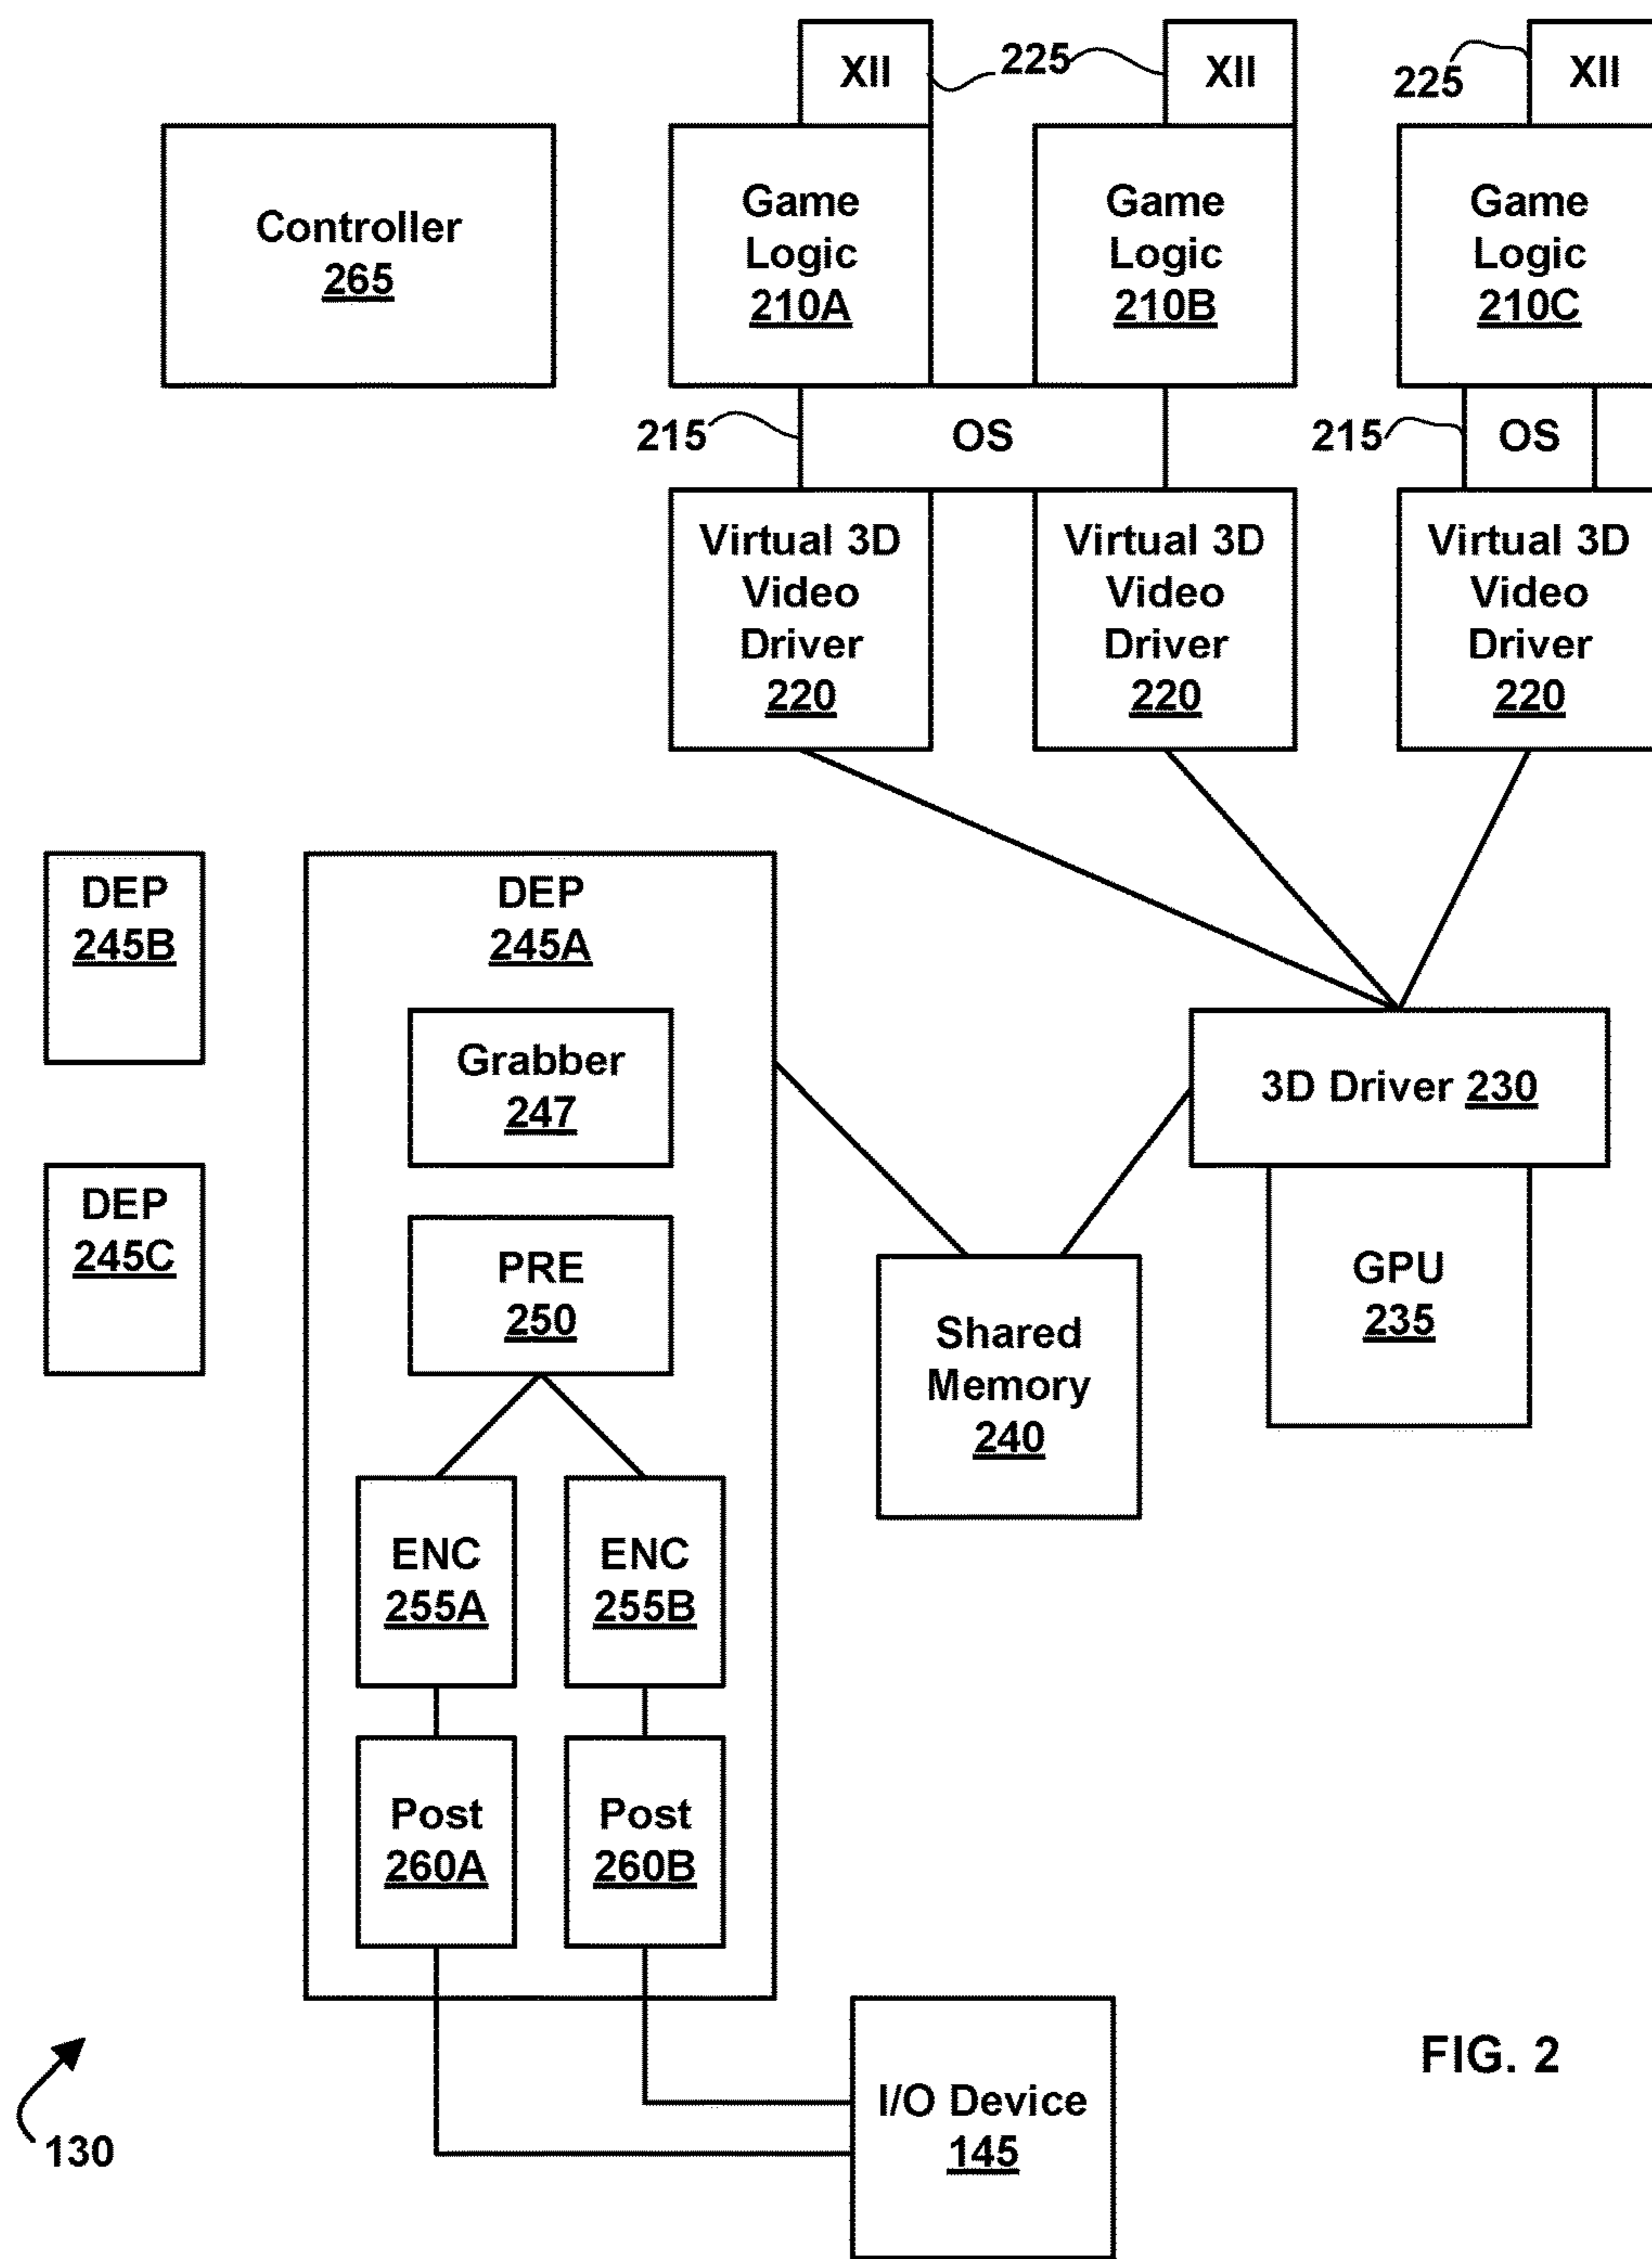 XII
225
XII
225
XII
Controller
265
Game
Logic
210A
Game
Logic
210B
Game
Logic
210C
215
OS
215
OS
Virtual 3D
Video
Driver
220
Virtual 3D
Video
Driver
220
Virtual 3D
Video
Driver
220
DEP
245B
DEP
245C
DEP
245A
Grabber
247
PRE
250
ENC
255A
ENC
255B
Post
260A
Post
260B
3D Driver 230
GPU
235
Shared
Memory
240
I/O Device
145
130
FIG. 2